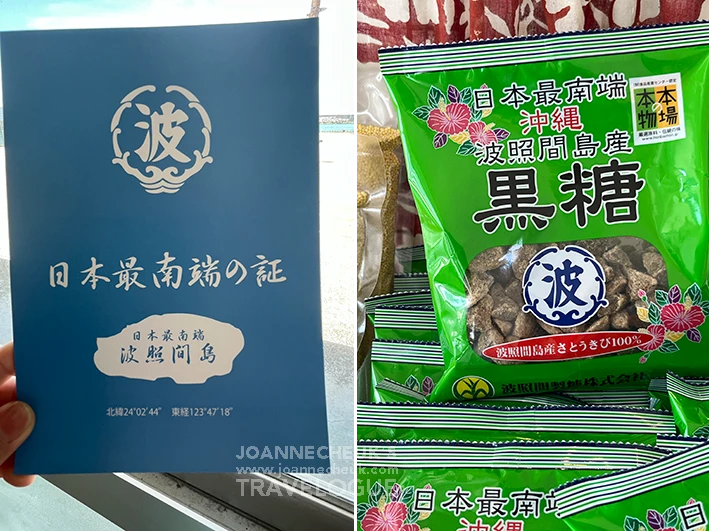 波
日本最南端の証
日本最南端
波照間島
北緯24°02'44" 東経123°47'18"
日本最南端
沖縄
波照間島産
黒糖
本場
の
本物
波
波照間島産さとうきび100%
波照間製糖株式会社
日本最南端
沖縄
日本
JOANNECHEUK'S
www.joannecheuk.com
TRAVELOGUE